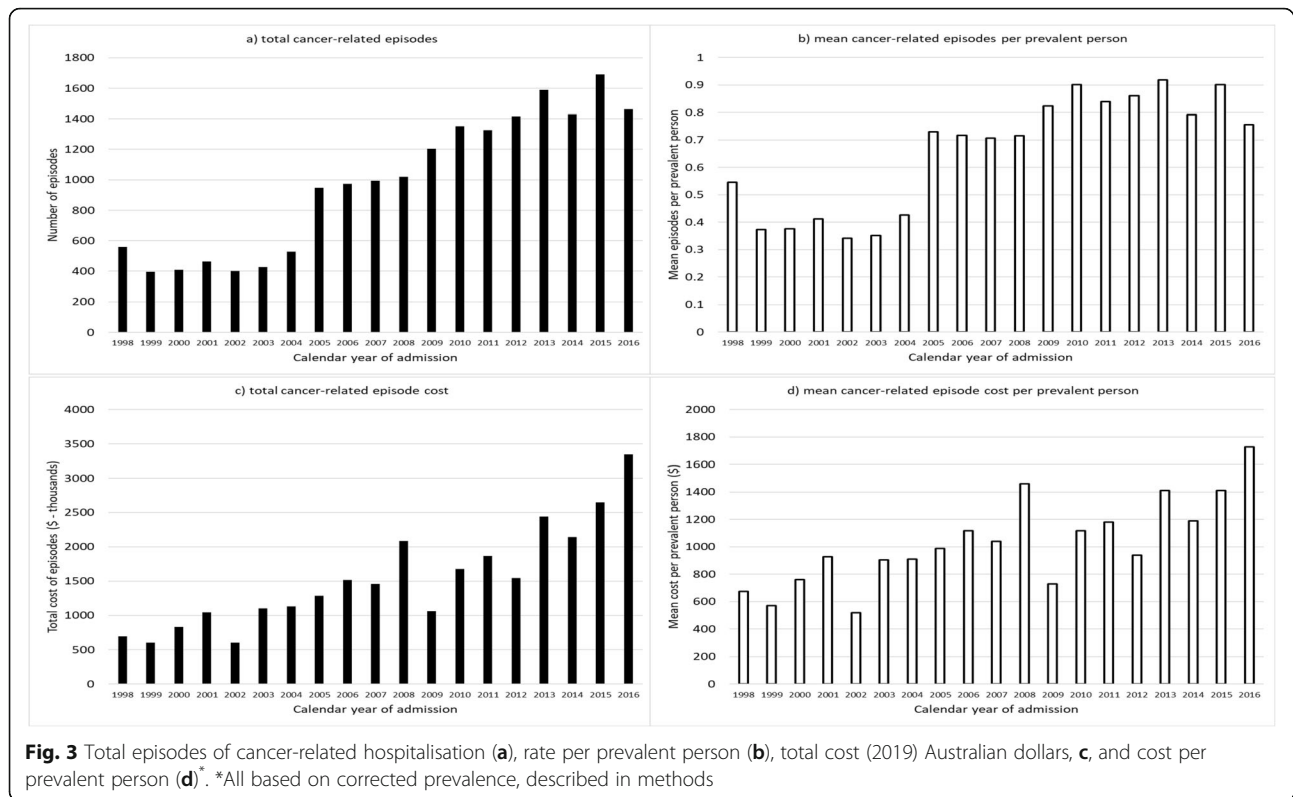 a) total cancer-related episodes
Number of episodes
1800
1600
1400
1200
1000
800
600
400
200
0
1998 1999 2000 2001 2002 2003 2004 2005 2006 2007 2008 2009 2010 2011 2012 2013 2014 2015 2016
Calendar year of admission
b) mean cancer-related episodes per prevalent person
Mean episodes per prevalent person
1
0.9
0.8
0.7
0.6
0.5
0.4
0.3
0.2
0.1
0
1998 1999 2000 2001 2002 2003 2004 2005 2006 2007 2008 2009 2010 2011 2012 2013 2014 2015 2016
Calendar year of admission
c) total cancer-related episode cost
Total cost of episodes ($ - thousands)
4000
3500
3000
2500
2000
1500
1000
500
0
1998 1999 2000 2001 2002 2003 2004 2005 2006 2007 2008 2009 2010 2011 2012 2013 2014 2015 2016
Calendar year of admission
d) mean cancer-related episode cost per prevalent person
Mean cost per prevalent person ($)
2000
1800
1600
1400
1200
1000
800
600
400
200
0
1998 1999 2000 2001 2002 2003 2004 2005 2006 2007 2008 2009 2010 2011 2012 2013 2014 2015 2016
Calendar year of admission
Fig. 3 Total episodes of cancer-related hospitalisation (a), rate per prevalent person (b), total cost (2019) Australian dollars, c, and cost per
prevalent person (d)*. *All based on corrected prevalence, described in methods